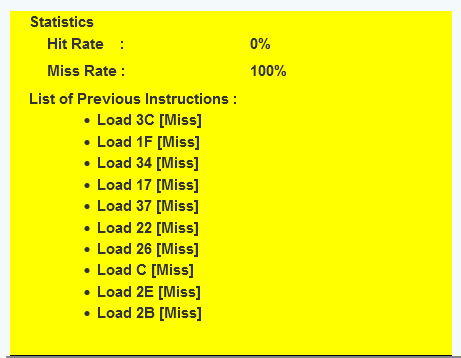 Statistics
Hit Rate : 0%
Miss Rate : 100%
List of Previous Instructions :
• Load 3C [Miss]
• Load 1F [Miss]
• Load 34 [Miss]
• Load 17 [Miss]
• Load 37 [Miss]
• Load 22 [Miss]
• Load 26 [Miss]
• Load C [Miss]
• Load 2E [Miss]
• Load 2B [Miss]